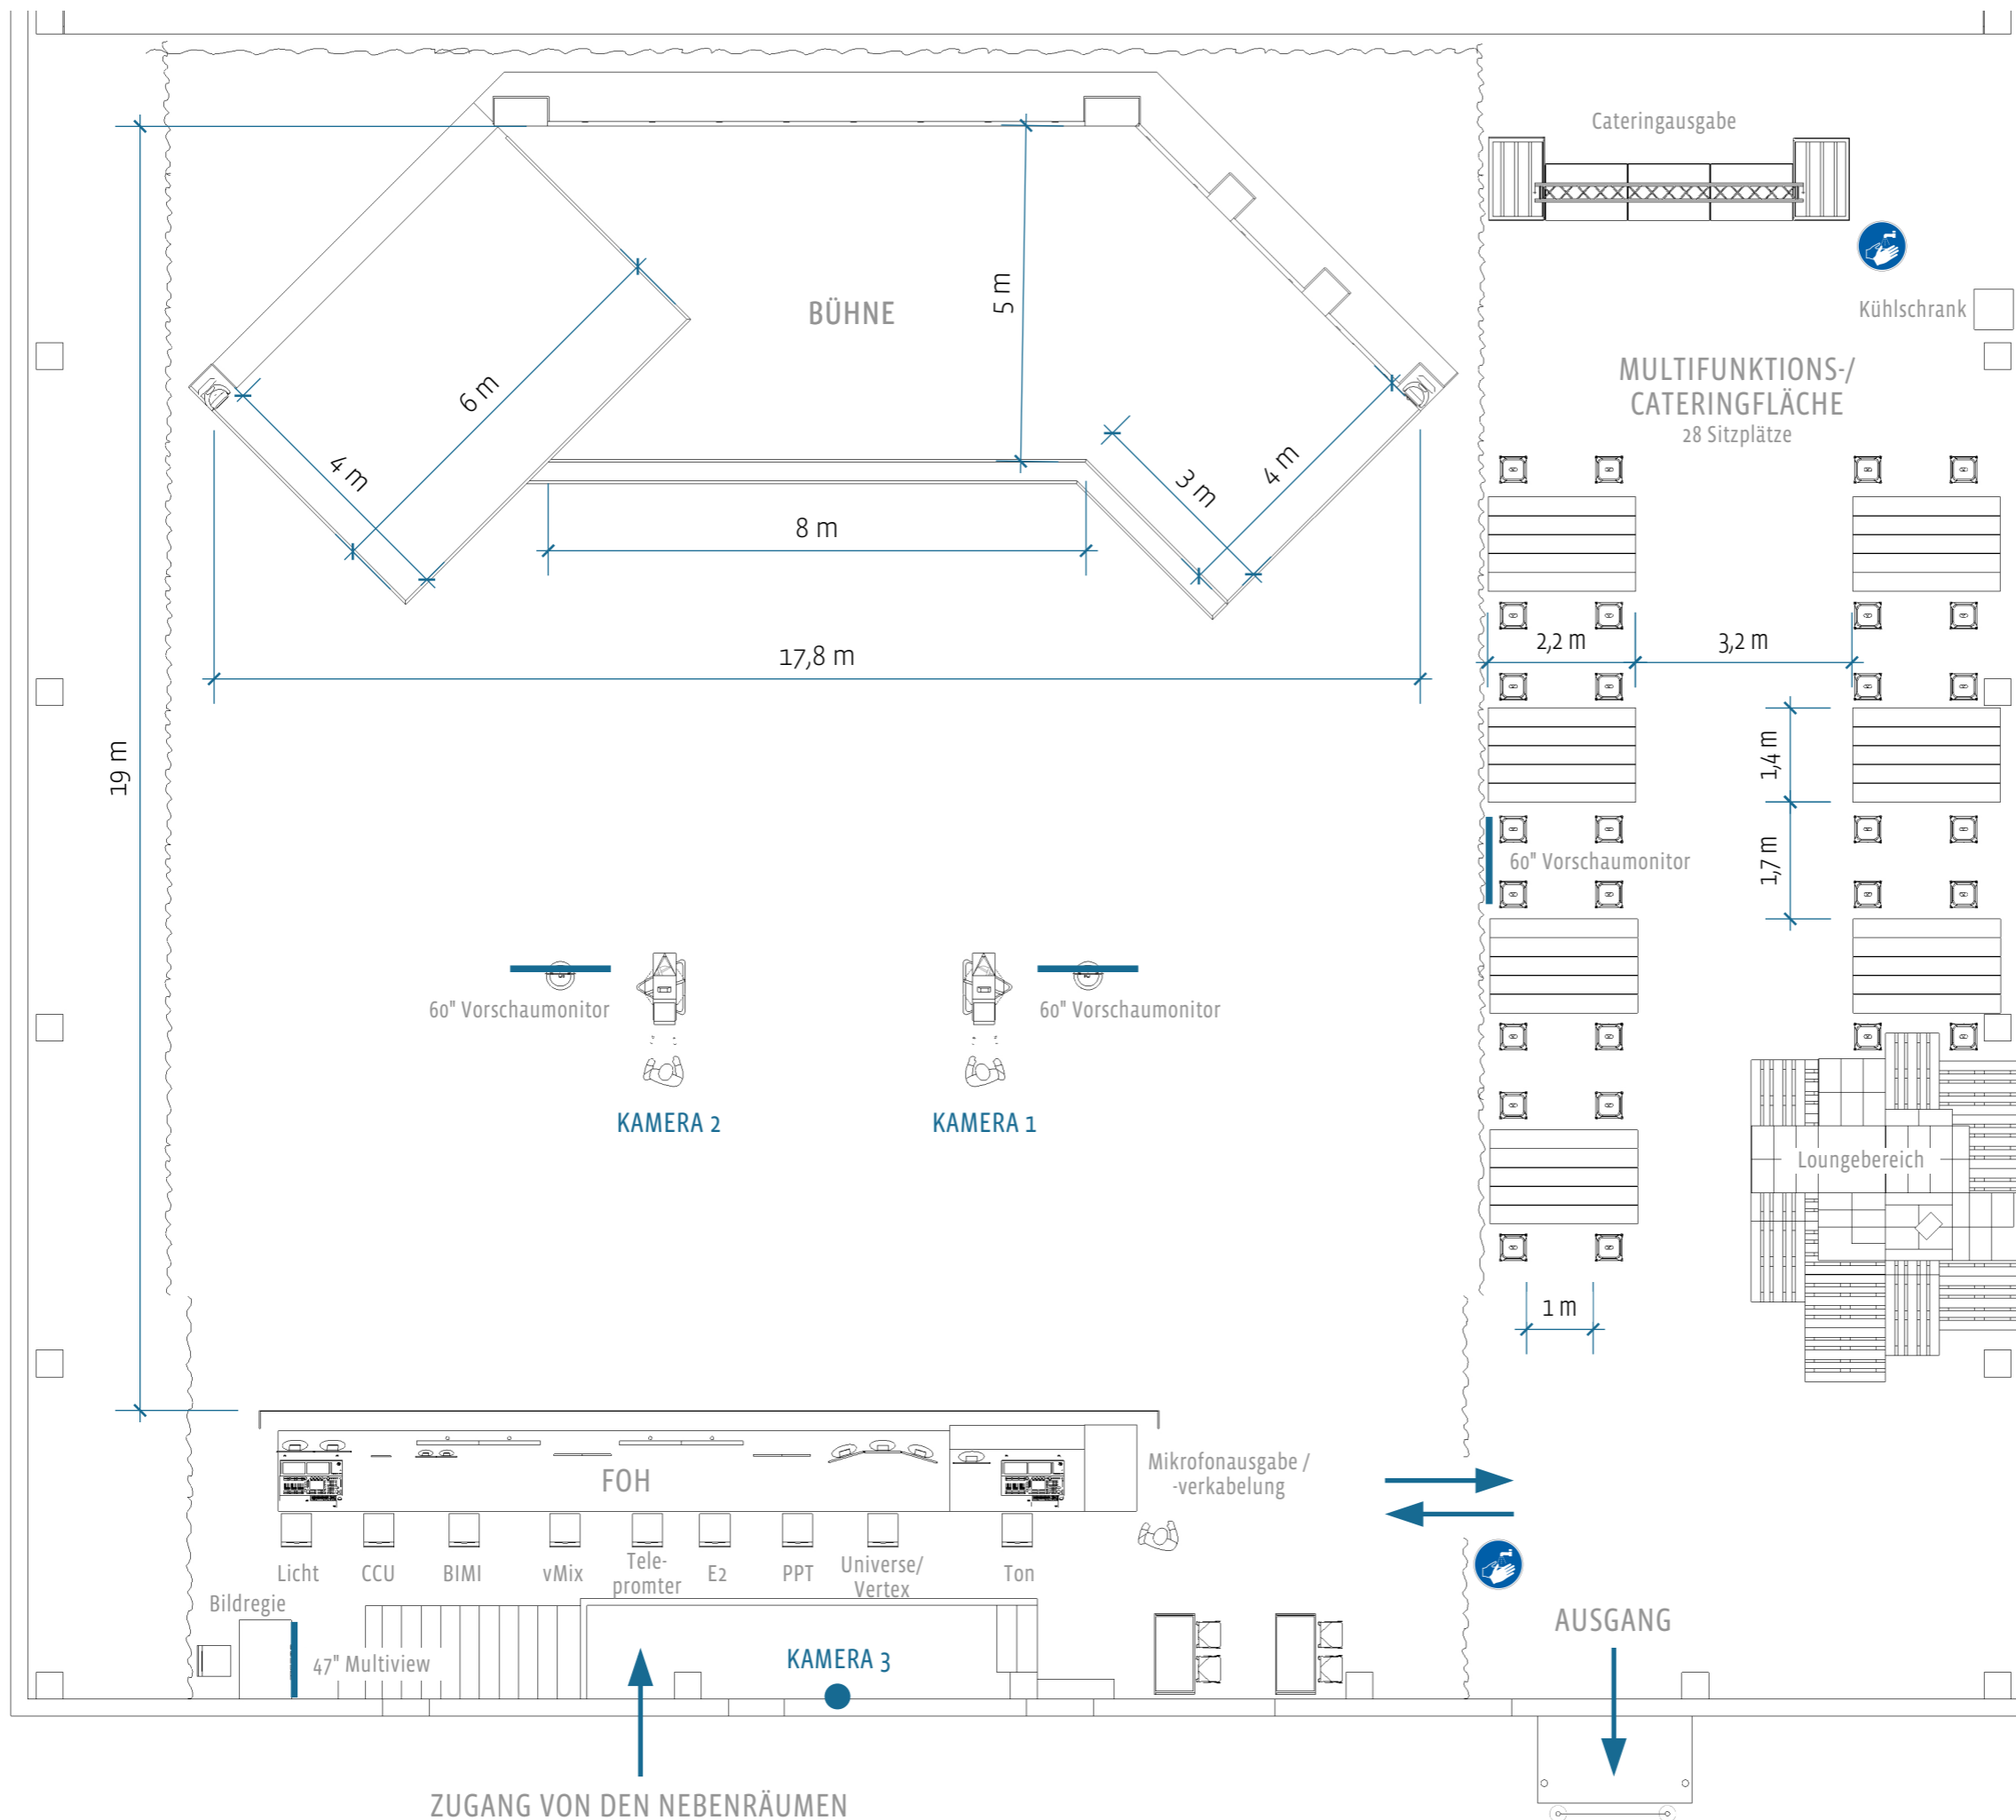 Cateringausgabe
Kühlschrank
BÜHNE
5 m
6 m
4 m
3 m
4 m
8 m
17,8 m
19 m
MULTIFUNKTIONS-/
CATERINGFLÄCHE
28 Sitzplätze
2,2 m
3,2 m
1,4 m
1,7 m
60" Vorschaumonitor
60" Vorschaumonitor
60" Vorschaumonitor
KAMERA 2
KAMERA 1
Loungebereich
1 m
FOH
Mikrofonausgabe /
-verkabelung
Licht
CCU
BIMI
vMix
Tele-
promter
E2
PPT
Universe/
Vertex
Ton
Bildregie
47" Multiview
KAMERA 3
AUSGANG
ZUGANG VON DEN NEBENRÄUMEN